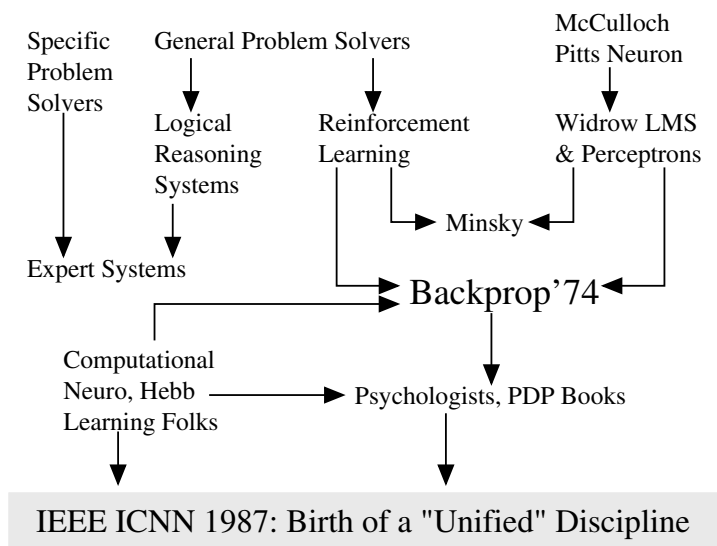 Specific
Problem
Solvers
General Problem Solvers
McCulloch
Pitts Neuron
Logical
Reasoning
Systems
Reinforcement
Learning
Widrow LMS
& Perceptrons
Minsky
Expert Systems
Backprop’74
Computational
Neuro, Hebb
Learning Folks
Psychologists, PDP Books
IEEE ICNN 1987: Birth of a "Unified" Discipline